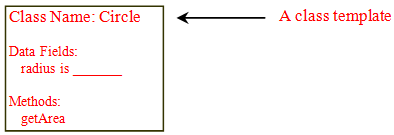 Class Name: Circle
A class template
Data Fields:
radius is _______
Methods:
getArea